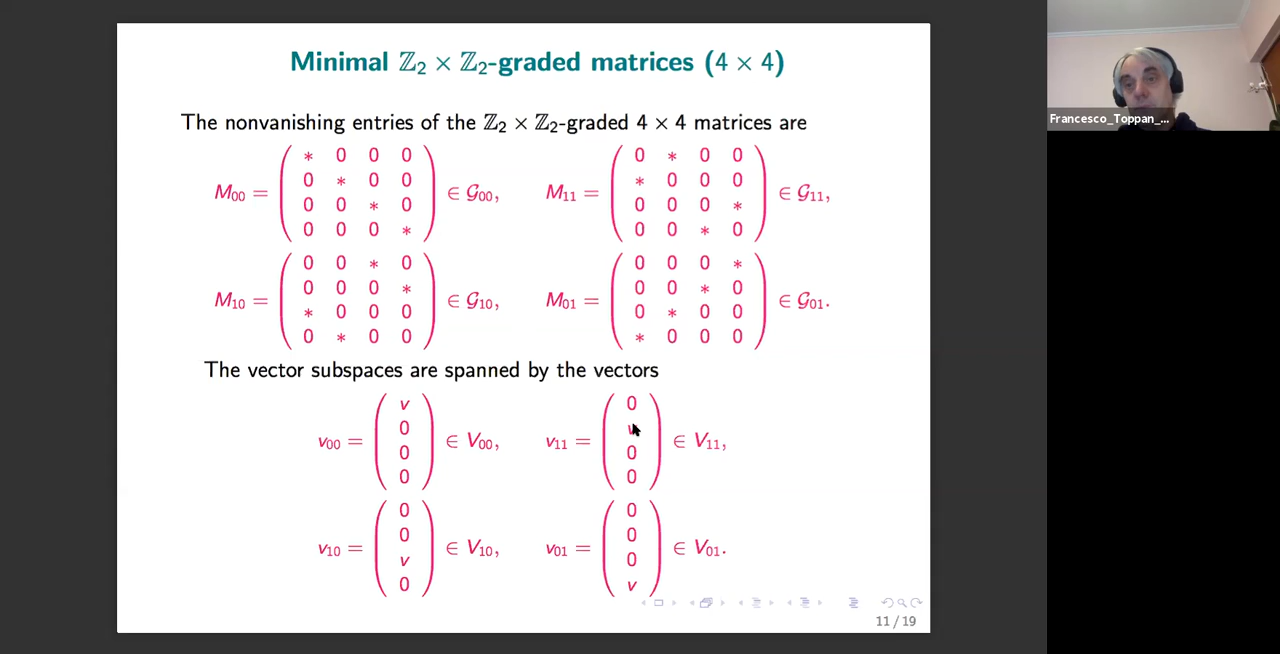 Minimal ℤ₂ × ℤ₂-graded matrices (4 × 4)
The nonvanishing entries of the ℤ₂ × ℤ₂-graded 4 × 4 matrices are
M₀₀ = ( * 0 0 0 ; 0 * 0 0 ; 0 0 * 0 ; 0 0 0 * ) ∈ 𝒢₀₀, M₁₁ = ( 0 * 0 0 ; * 0 0 0 ; 0 0 0 * ; 0 0 * 0 ) ∈ 𝒢₁₁,
M₁₀ = ( 0 0 * 0 ; 0 0 0 * ; * 0 0 0 ; 0 * 0 0 ) ∈ 𝒢₁₀, M₀₁ = ( 0 0 0 * ; 0 0 * 0 ; 0 * 0 0 ; * 0 0 0 ) ∈ 𝒢₀₁.
The vector subspaces are spanned by the vectors
v₀₀ = ( v ; 0 ; 0 ; 0 ) ∈ V₀₀, v₁₁ = ( 0 ; v ; 0 ; 0 ) ∈ V₁₁,
v₁₀ = ( 0 ; 0 ; v ; 0 ) ∈ V₁₀, v₀₁ = ( 0 ; 0 ; 0 ; v ) ∈ V₀₁.
11 / 19
Francesco_Toppan_...